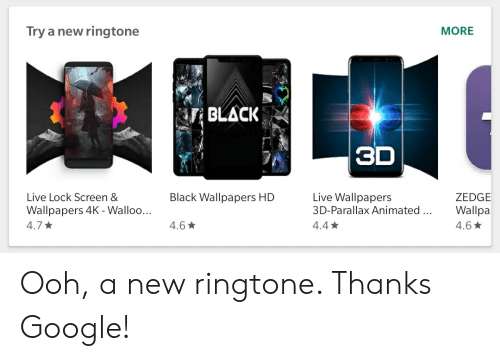 Try a new ringtone
MORE
BLACK
3D
Live Lock Screen &
Wallpapers 4K - Walloo...
4.7★
Black Wallpapers HD
4.6★
Live Wallpapers
3D-Parallax Animated ...
4.4★
ZEDGE
Wallpa
4.6★
Ooh, a new ringtone. Thanks
Google!